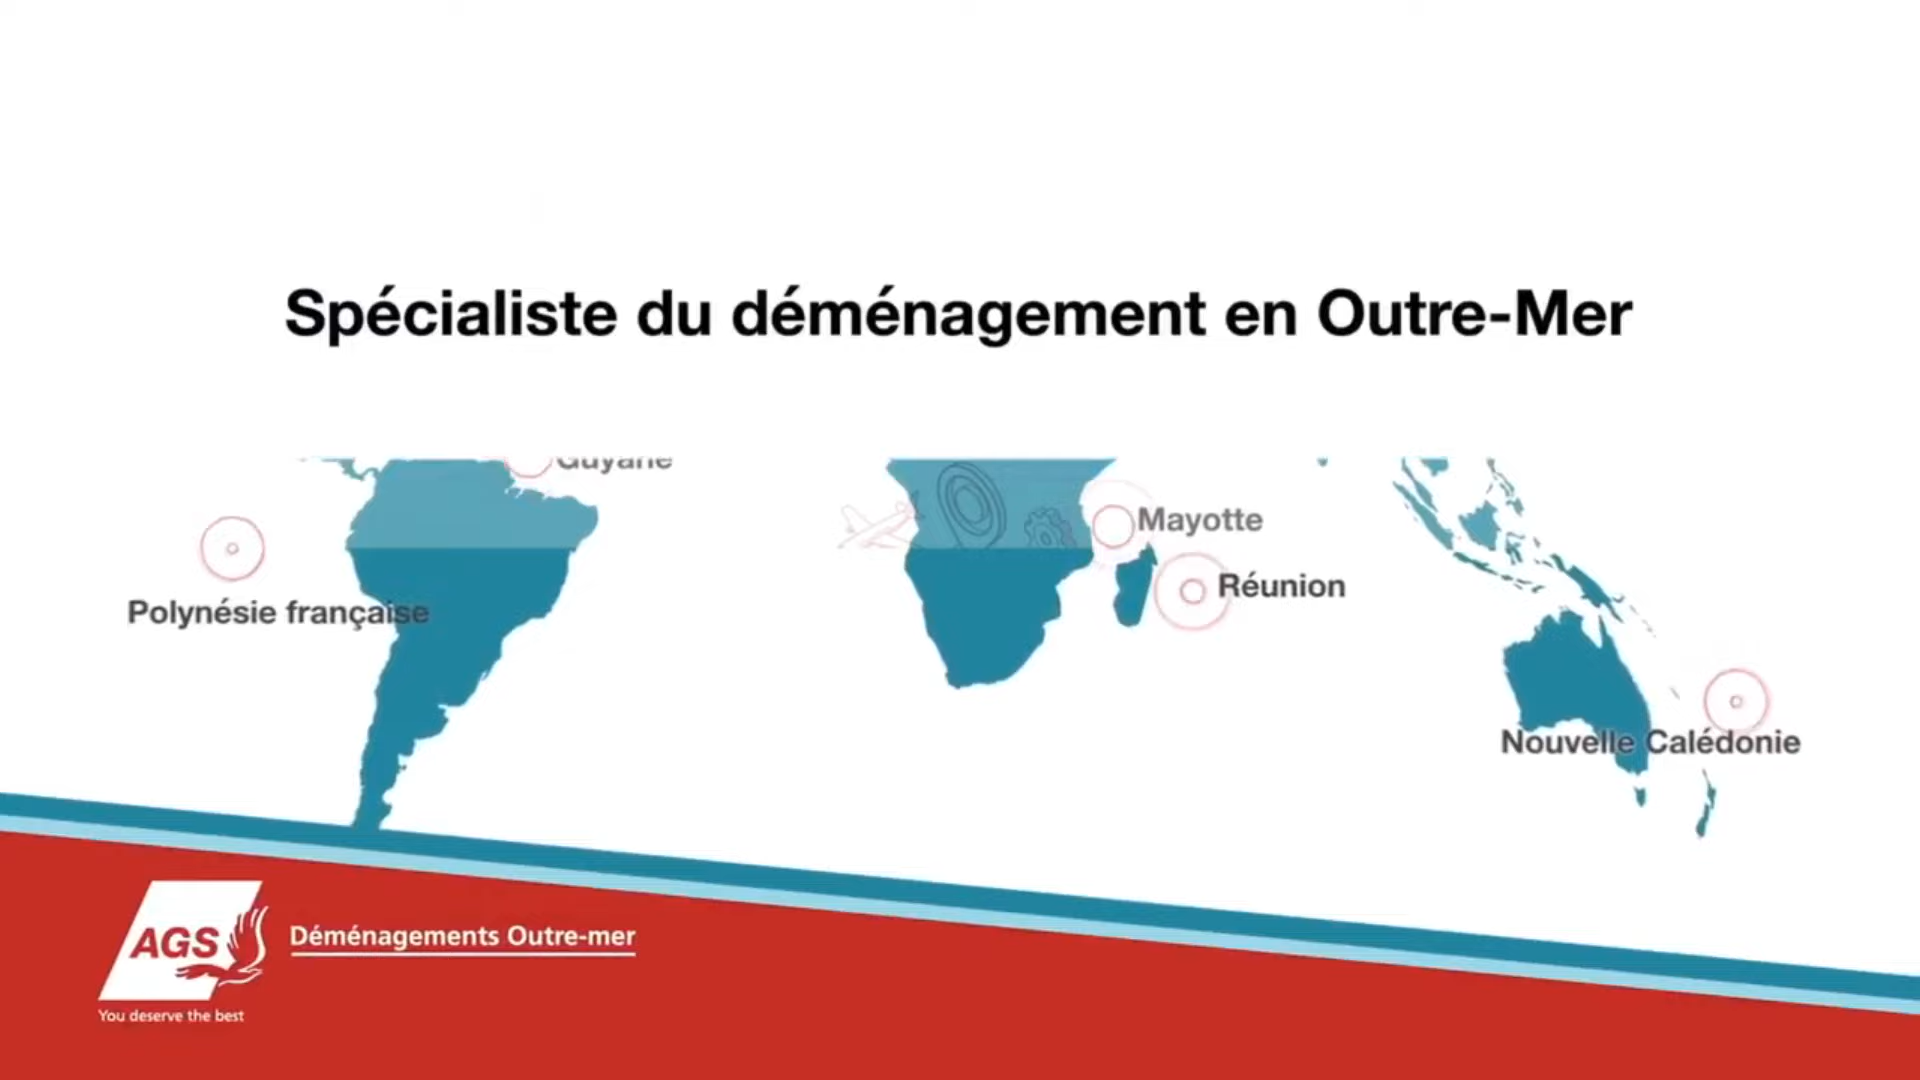 Spécialiste du déménagement en Outre-Mer
Guyane
Mayotte
Réunion
Polynésie française
Nouvelle Calédonie
AGS
Déménagements Outre-mer
You deserve the best